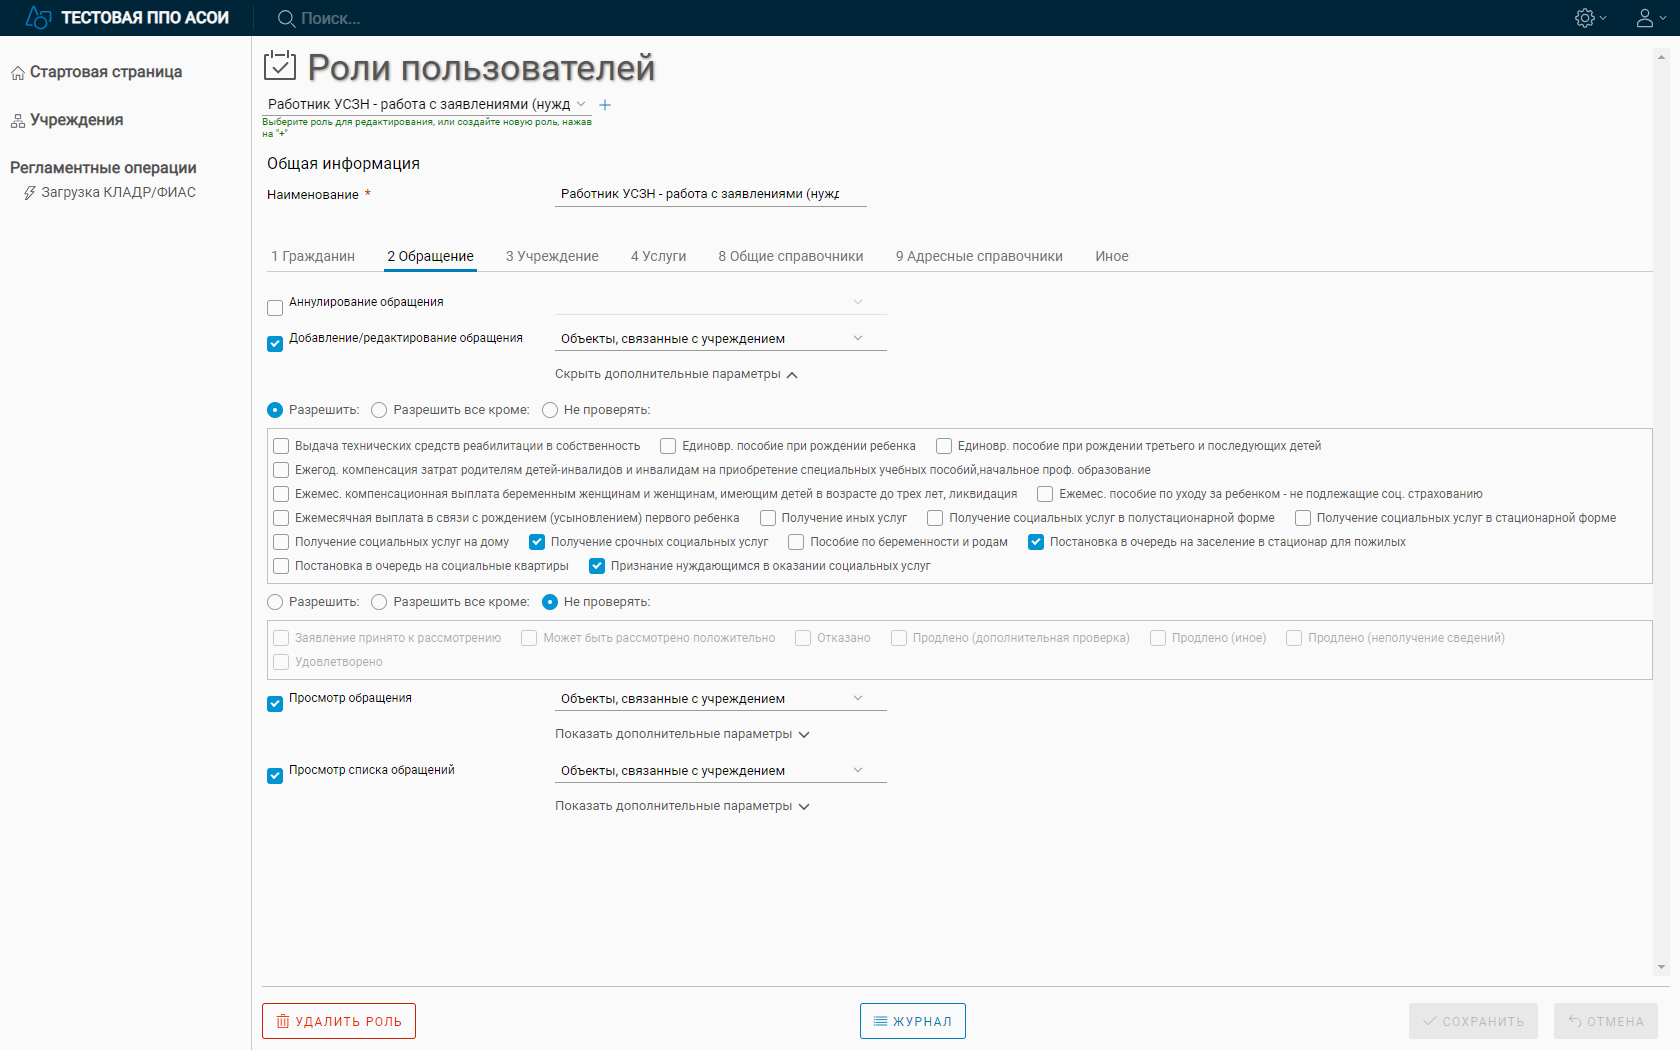 ТЕСТОВАЯ ППО АСОИ
Поиск...
Стартовая страница
Учреждения
Регламентные операции
Загрузка КЛАДР/ФИАС
Роли пользователей
Работник УСЗН - работа с заявлениями (нужд
Выберите роль для редактирования, или создайте новую роль, нажав
на "+"
Общая информация
Наименование *
Работник УСЗН - работа с заявлениями (нужд
1 Гражданин 2 Обращение 3 Учреждение 4 Услуги 8 Общие справочники 9 Адресные справочники Иное
Аннулирование обращения
Добавление/редактирование обращения Объекты, связанные с учреждением
Скрыть дополнительные параметры
Разрешить: Разрешить все кроме: Не проверять:
Выдача технических средств реабилитации в собственность Единовр. пособие при рождении ребенка Единовр. пособие при рождении третьего и последующих детей
Ежегод. компенсация затрат родителям детей-инвалидов и инвалидам на приобретение специальных учебных пособий,начальное проф. образование
Ежемес. компенсационная выплата беременным женщинам и женщинам, имеющим детей в возрасте до трех лет, ликвидация Ежемес. пособие по уходу за ребенком - не подлежащие соц. страхованию
Ежемесячная выплата в связи с рождением (усыновлением) первого ребенка Получение иных услуг Получение социальных услуг в полустационарной форме Получение социальных услуг в стационарной форме
Получение социальных услуг на дому Получение срочных социальных услуг Пособие по беременности и родам Постановка в очередь на заселение в стационар для пожилых
Постановка в очередь на социальные квартиры Признание нуждающимся в оказании социальных услуг
Разрешить: Разрешить все кроме: Не проверять:
Заявление принято к рассмотрению Может быть рассмотрено положительно Отказано Продлено (дополнительная проверка) Продлено (иное) Продлено (неполучение сведений)
Удовлетворено
Просмотр обращения Объекты, связанные с учреждением
Показать дополнительные параметры
Просмотр списка обращений Объекты, связанные с учреждением
Показать дополнительные параметры
УДАЛИТЬ РОЛЬ ЖУРНАЛ СОХРАНИТЬ ОТМЕНА